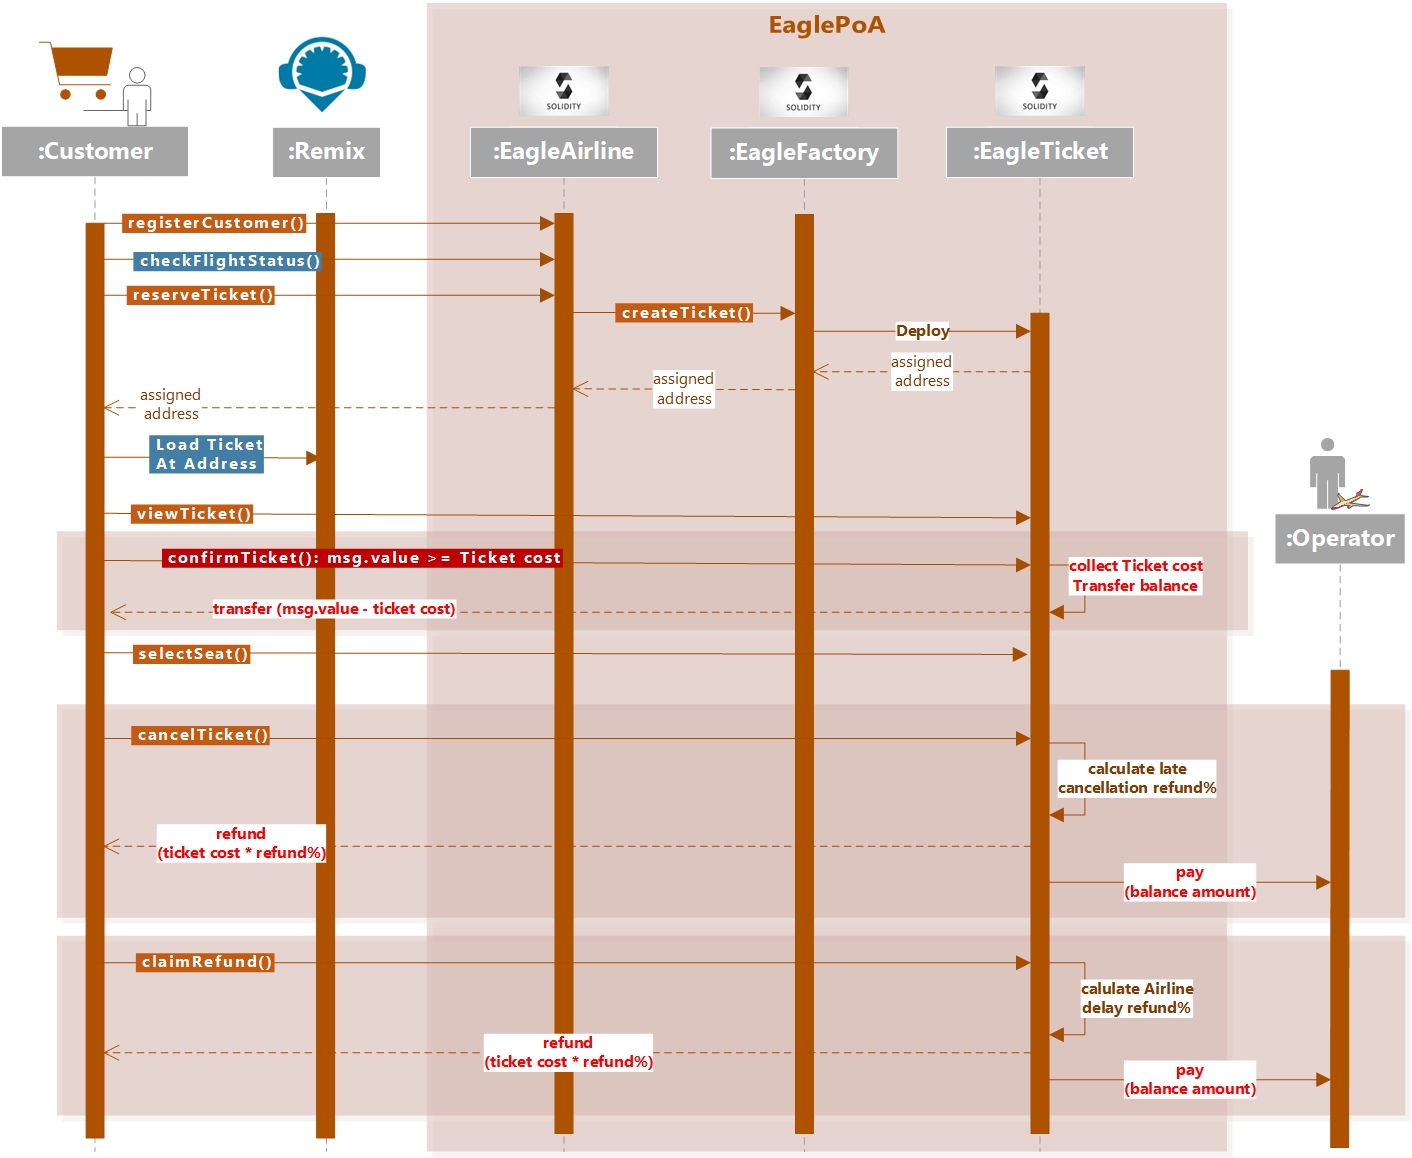 EaglePoA
SOLIDITY
SOLIDITY
SOLIDITY
:Customer
:Remix
:EagleAirline
:EagleFactory
:EagleTicket
registerCustomer()
checkFlightStatus()
reserveTicket()
createTicket()
Deploy
assigned
address
assigned
address
assigned
address
Load Ticket
At Address
viewTicket()
:Operator
confirmTicket(): msg.value >= Ticket cost
collect Ticket cost
Transfer balance
transfer (msg.value - ticket cost)
selectSeat()
cancelTicket()
calculate late
cancellation refund%
refund
(ticket cost * refund%)
pay
(balance amount)
claimRefund()
calulate Airline
delay refund%
refund
(ticket cost * refund%)
pay
(balance amount)